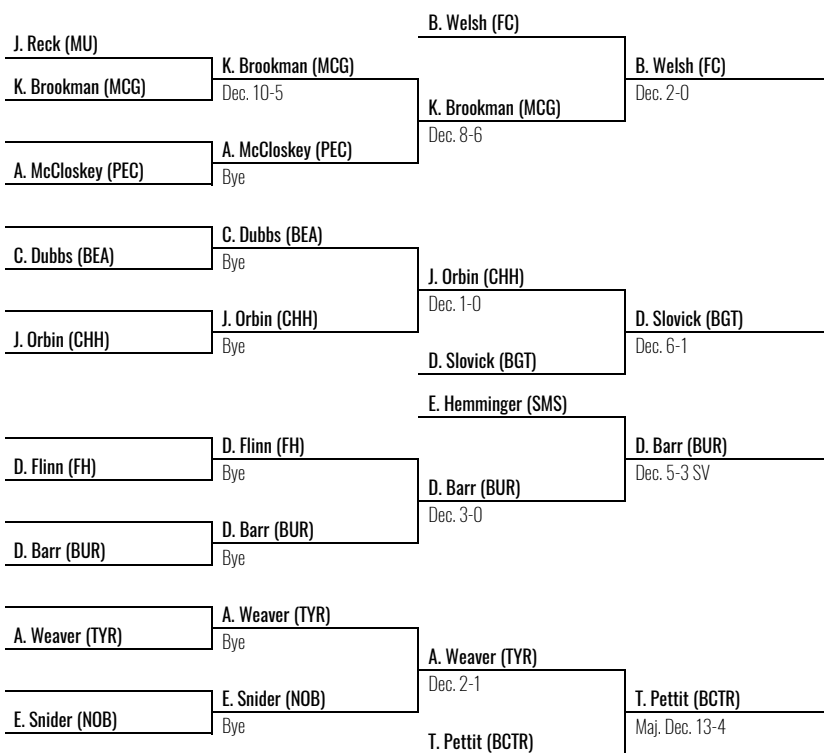 J. Reck (MU)
K. Brookman (MCG)
A. McCloskey (PEC)
C. Dubbs (BEA)
J. Orbin (CHH)
D. Flinn (FH)
D. Barr (BUR)
A. Weaver (TYR)
E. Snider (NOB)
K. Brookman (MCG)
Dec. 10-5
A. McCloskey (PEC)
Bye
C. Dubbs (BEA)
Bye
J. Orbin (CHH)
Bye
D. Flinn (FH)
Bye
D. Barr (BUR)
Bye
A. Weaver (TYR)
Bye
E. Snider (NOB)
Bye
B. Welsh (FC)
K. Brookman (MCG)
Dec. 8-6
J. Orbin (CHH)
Dec. 1-0
D. Slovick (BGT)
E. Hemminger (SMS)
D. Barr (BUR)
Dec. 3-0
A. Weaver (TYR)
Dec. 2-1
T. Pettit (BCTR)
B. Welsh (FC)
Dec. 2-0
D. Slovick (BGT)
Dec. 6-1
D. Barr (BUR)
Dec. 5-3 SV
T. Pettit (BCTR)
Maj. Dec. 13-4